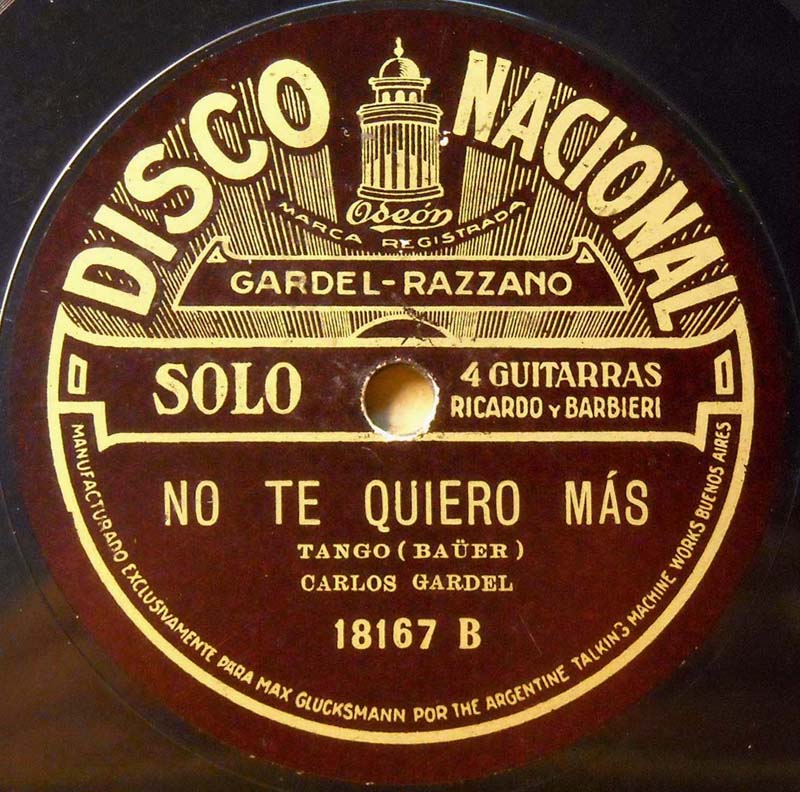 DISCO NACIONAL
Odeón
MARCA REGISTRADA
GARDEL-RAZZANO
SOLO
4 GUITARRAS
RICARDO Y BARBIERI
NO TE QUIERO MÁS
TANGO (BAÜER)
CARLOS GARDEL
18167 B
MANUFACTURADO EXCLUSIVAMENTE PARA MAX GLUCKSMANN POR THE ARGENTINE TALKING MACHINE WORKS BUENOS AIRES